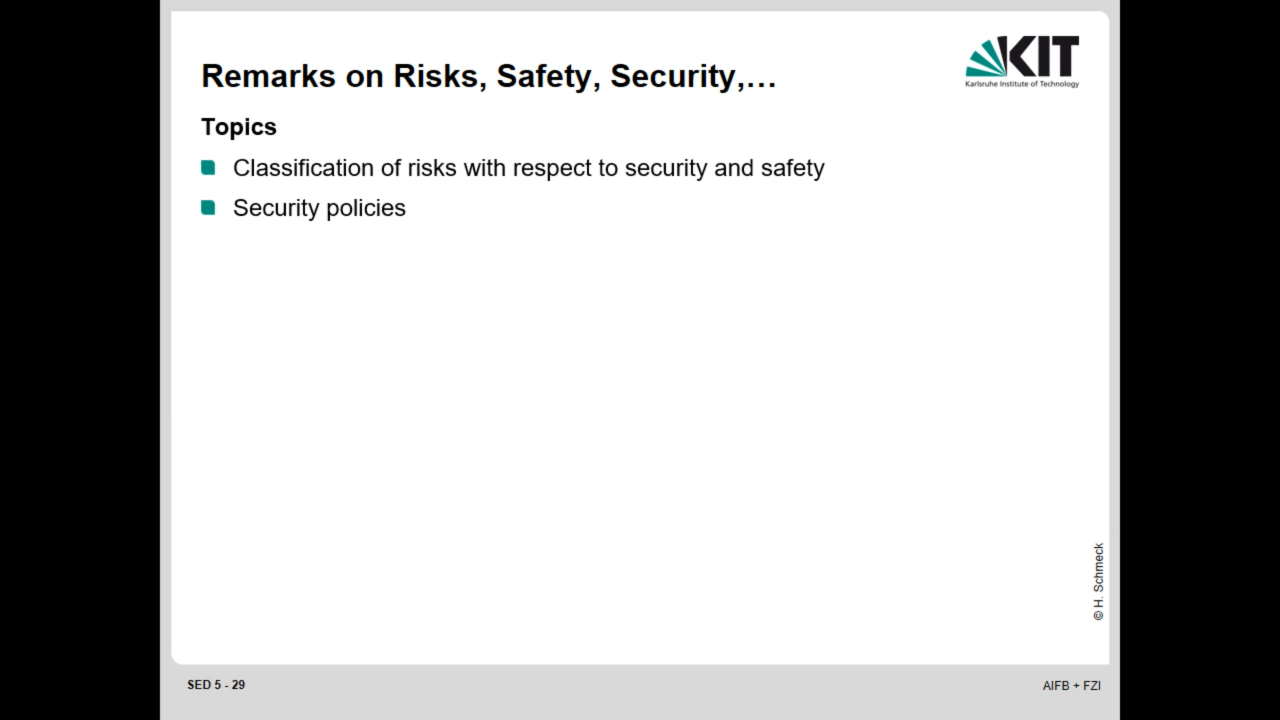 Remarks on Risks, Safety, Security,…
KIT
Karlsruhe Institute of Technology
Topics
Classification of risks with respect to security and safety
Security policies
© H. Schmeck
SED 5 - 29
AIFB + FZI